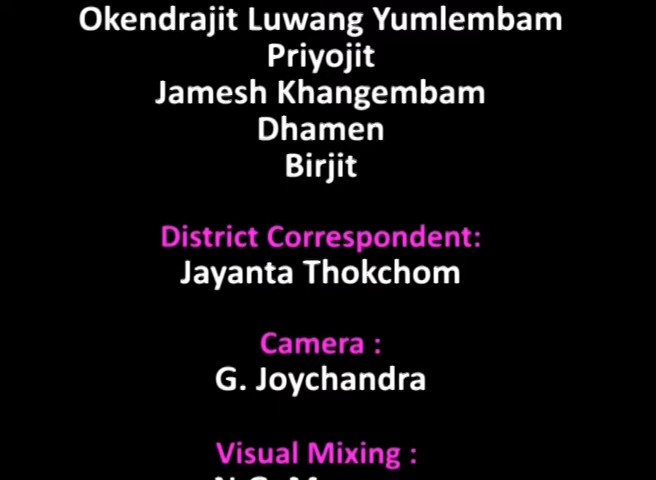 Okendrajit Luwang Yumlembam
Priyojit
Jamesh Khangembam
Dhamen
Birjit
District Correspondent:
Jayanta Thokchom
Camera :
G. Joychandra
Visual Mixing :